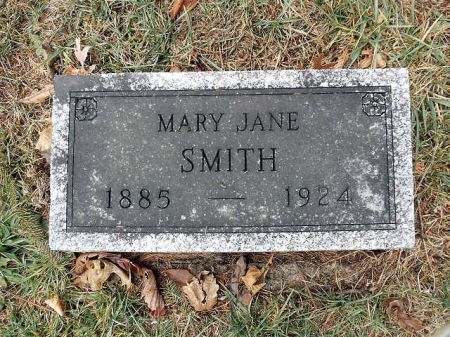 MARY JANE
SMITH
1885 — 1924